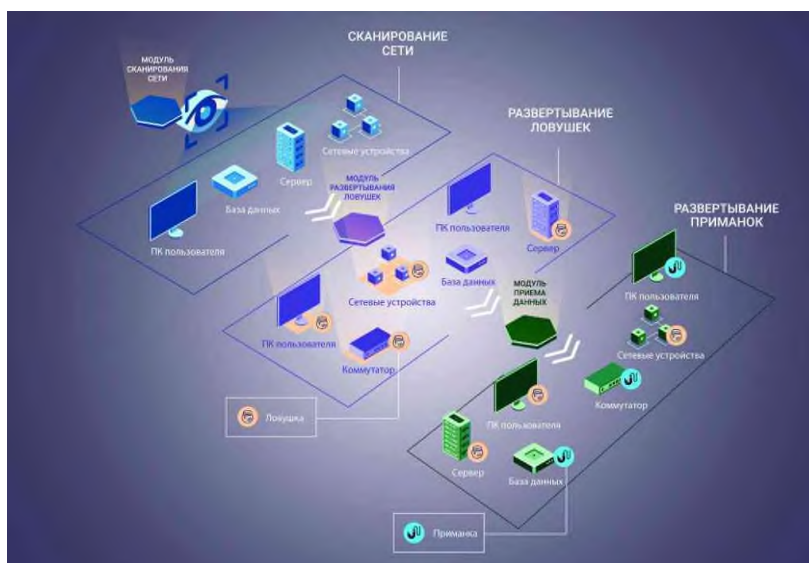 СКАНИРОВАНИЕ
СЕТИ
МОДУЛЬ
СКАНИРОВАНИЯ
СЕТИ
Сетевые устройства
Сервер
База данных
ПК пользователя
РАЗВЕРТЫВАНИЕ
ЛОВУШЕК
МОДУЛЬ
РАЗВЕРТЫВАНИЯ
ЛОВУШЕК
ПК пользователя
Сервер
База данных
Сетевые устройства
ПК пользователя
Коммутатор
Ловушка
РАЗВЕРТЫВАНИЕ
ПРИМАНОК
МОДУЛЬ
ПРИЕМА
ДАННЫХ
ПК пользователя
Сетевые устройства
Коммутатор
ПК пользователя
Сервер
База данных
Приманка